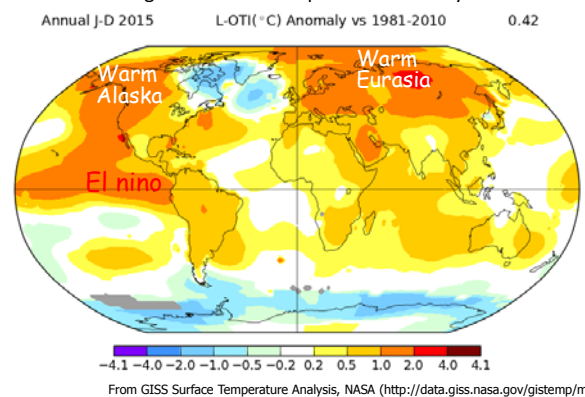 Annual J-D 2015 L-OTI(°C) Anomaly vs 1981-2010 0.42
Warm
Alaska
Warm
Eurasia
El nino
-4.1 -4.0 -2.0 -1.0 -0.5 -0.2 0.2 0.5 1.0 2.0 4.0 4.1
From GISS Surface Temperature Analysis, NASA (http://data.giss.nasa.gov/gistemp/m